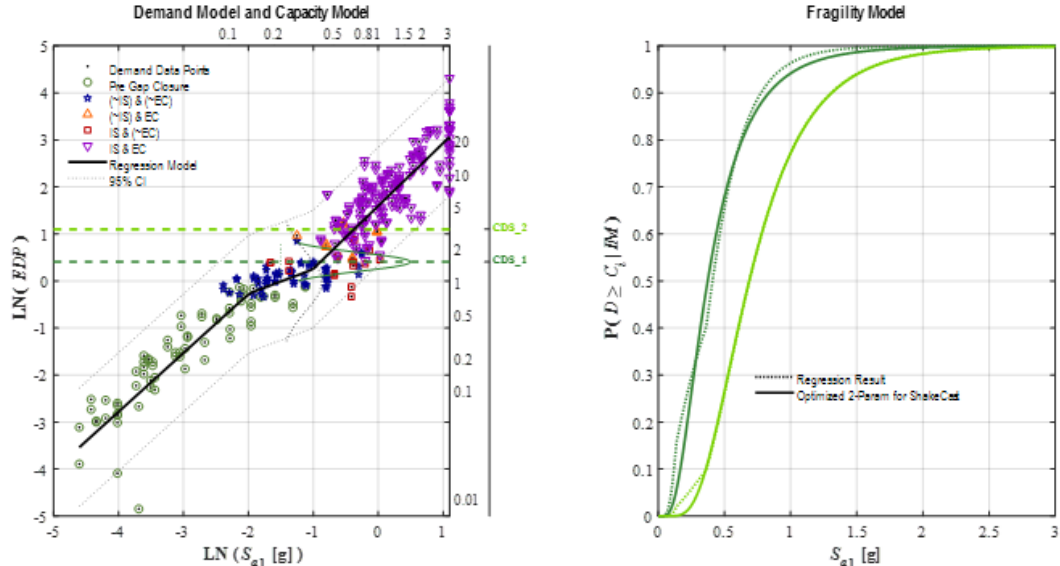 Demand Model and Capacity Model
0.1 0.2 0.5 0.81 1.5 2 3
5
4
3
2
1
0
-1
-2
-3
-4
-5
LN( EDP )
Demand Data Points
Pre Gap Closure
(~IS) & (~EC)
(~IS) & EC
IS & (~EC)
IS & EC
Regression Model
95% CI
20
10
5
2
1
0.5
0.2
0.1
0.01
CDS_2
CDS_1
-5 -4 -3 -2 -1 0 1
LN ( Sa1 [g] )
Fragility Model
1
0.9
0.8
0.7
0.6
0.5
0.4
0.3
0.2
0.1
0
P( D ≥ Ci | IM )
Regression Result
Optimized 2-Param for ShakeCast
0 0.5 1 1.5 2 2.5 3
Sa1 [g]